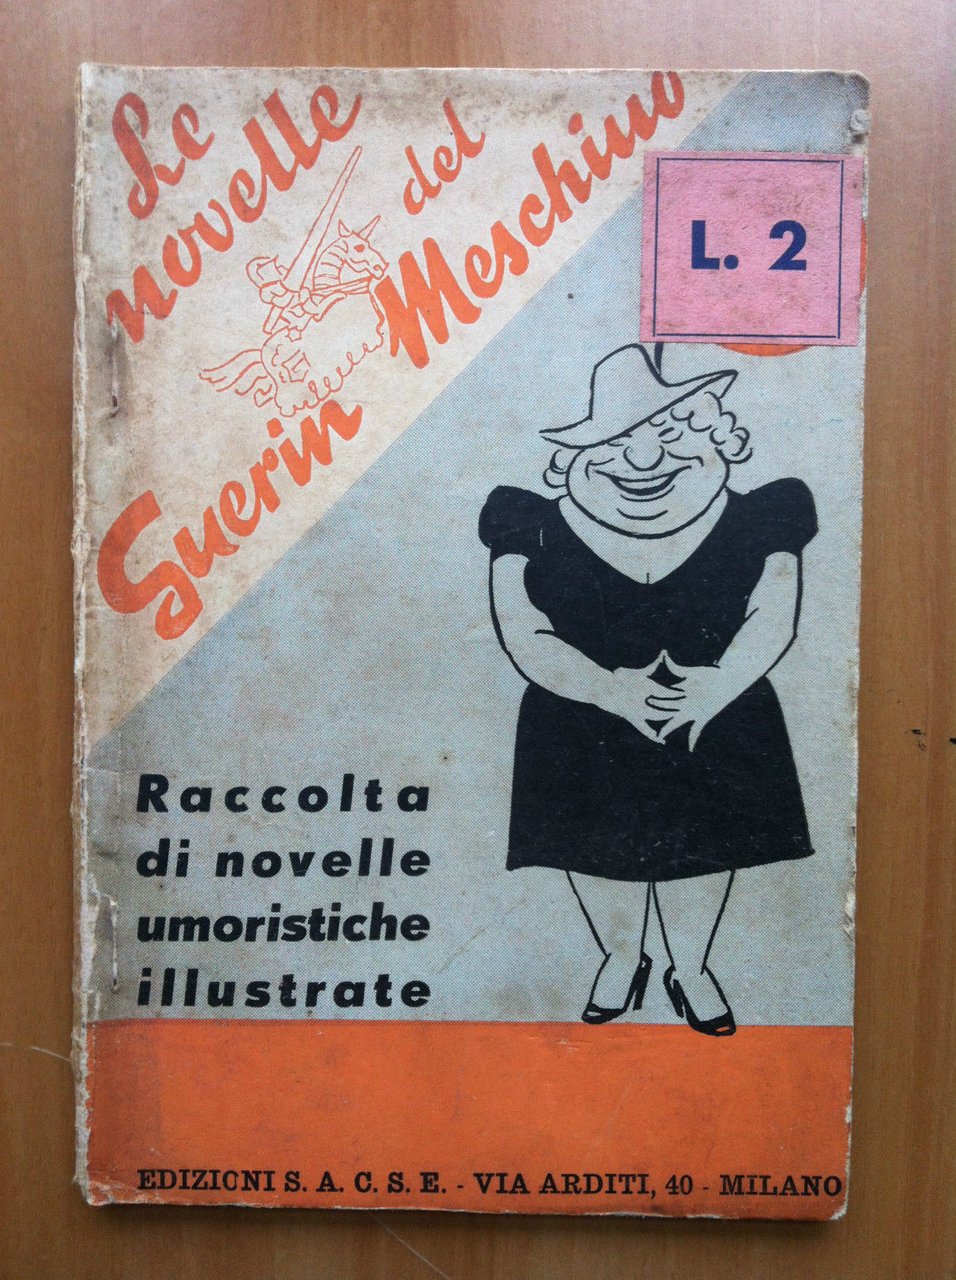 Le
novelle
del
Guerin
Meschino
L. 2
Raccolta
di novelle
umoristiche
illustrate
EDIZIONI S. A. C. S. E. - VIA ARDITI, 40 - MILANO